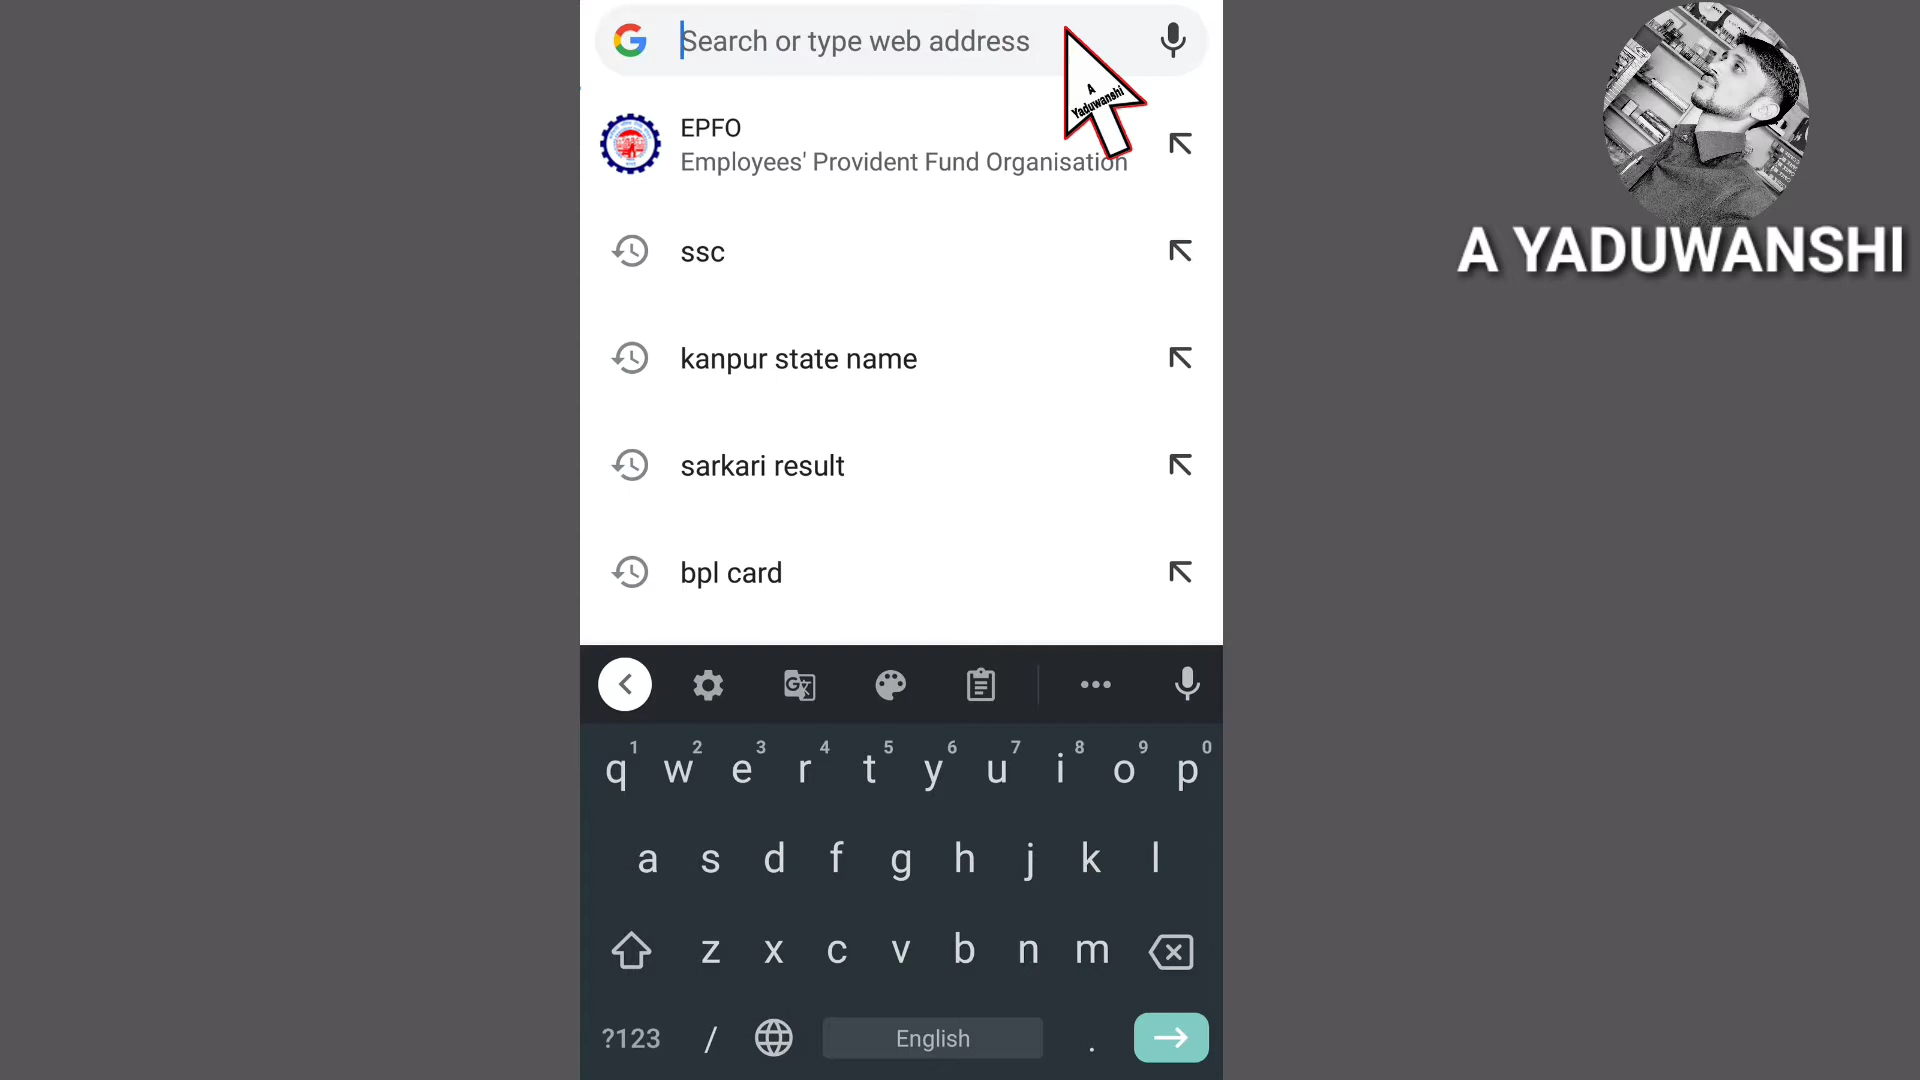 Search or type web address
A
Yaduwanshi
EPFO
Employees' Provident Fund Organisation
A YADUWANSHI
ssc
kanpur state name
sarkari result
bpl card
1 2 3 4 5 6 7 8 9 0
q w e r t y u i o p
a s d f g h j k l
z x c v b n m
?123 / English .